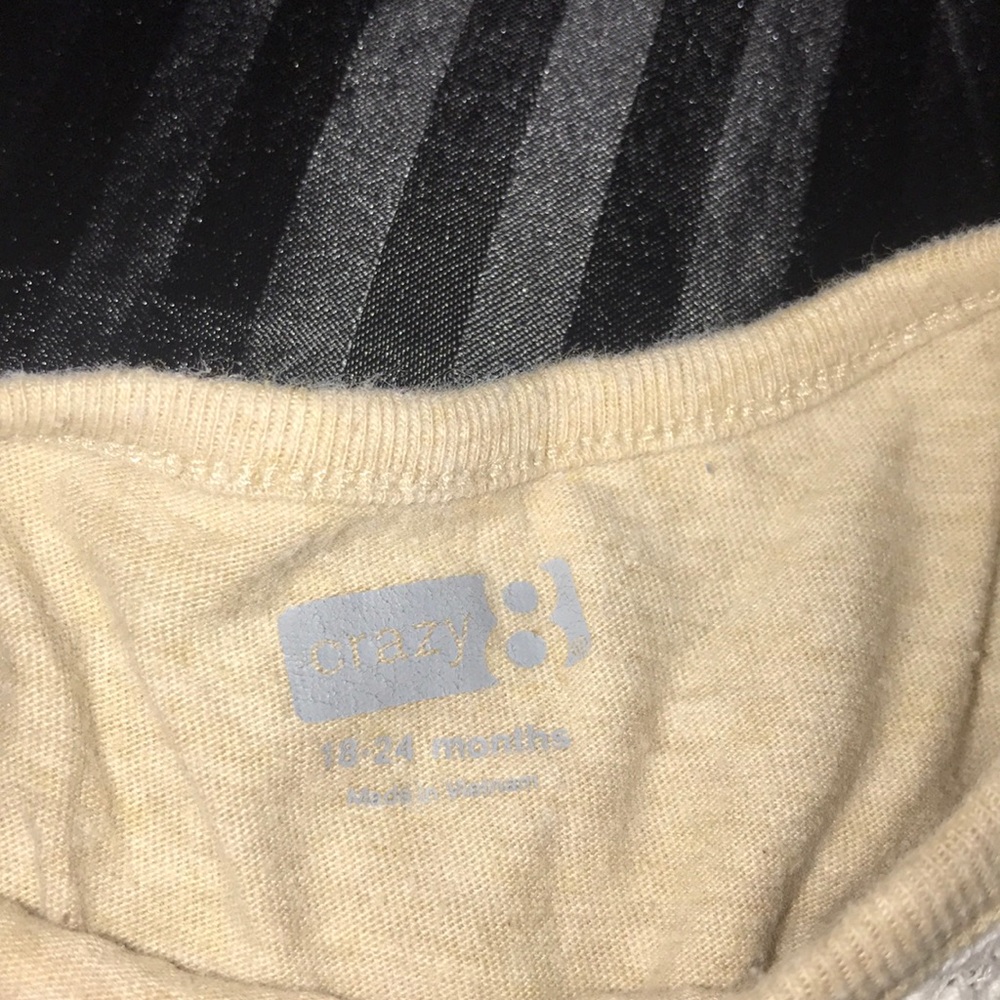 crazy 8
18-24 months
Made in Vietnam